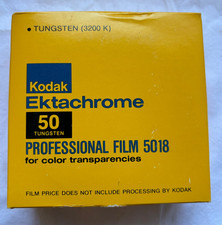 • TUNGSTEN (3200 K)
Kodak
Ektachrome
50
TUNGSTEN
PROFESSIONAL FILM 5018
for color transparencies
FILM PRICE DOES NOT INCLUDE PROCESSING BY KODAK